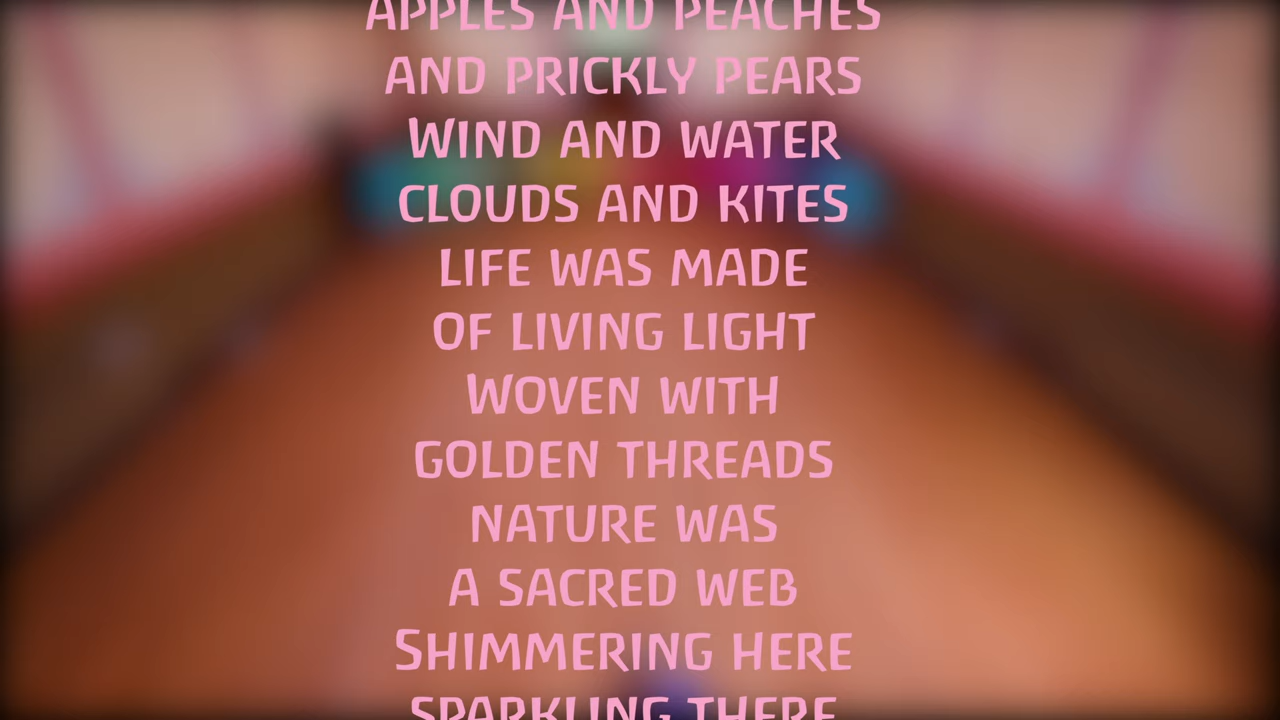 APPLES AND PEACHES
AND PRICKLY PEARS
WIND AND WATER
CLOUDS AND KITES
LIFE WAS MADE
OF LIVING LIGHT
WOVEN WITH
GOLDEN THREADS
NATURE WAS
A SACRED WEB
SHIMMERING HERE
SPARKLING THERE